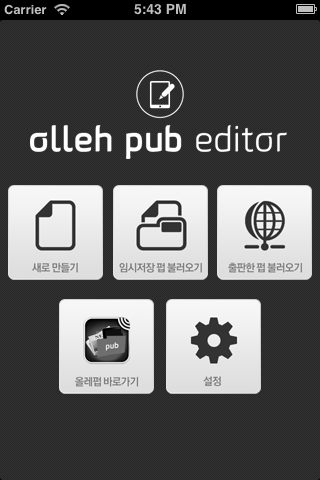 Carrier 5:43 PM
olleh pub editor
새로 만들기
임시저장 펍 불러오기
출판한 펍 불러오기
pub
올레펍 바로가기
설정